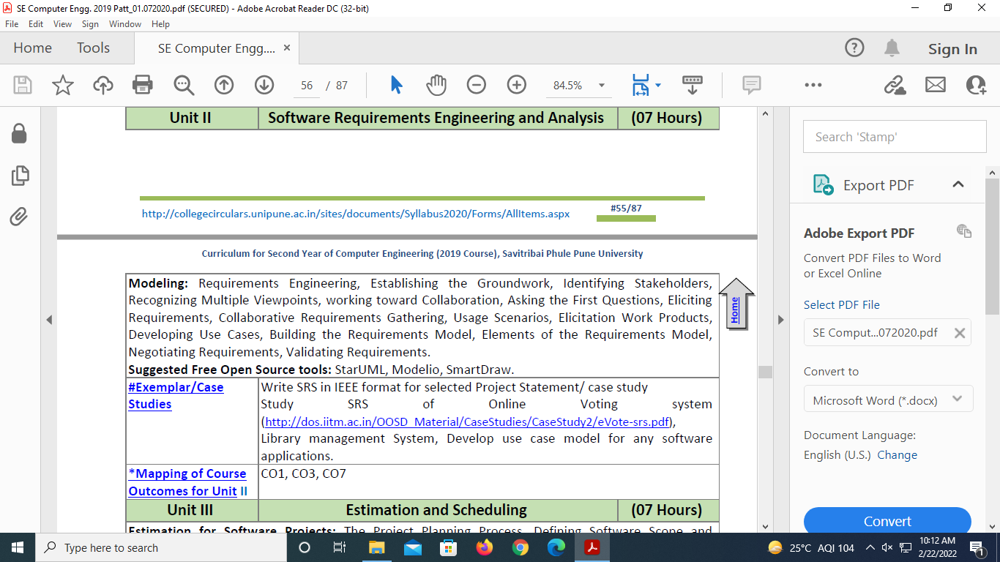 SE Computer Engg. 2019 Patt_01.072020.pdf (SECURED) - Adobe Acrobat Reader DC (32-bit)
File Edit View Sign Window Help
Home Tools SE Computer Engg.... × Sign In
56 / 87 84.5%
Unit II Software Requirements Engineering and Analysis (07 Hours)
http://collegecirculars.unipune.ac.in/sites/documents/Syllabus2020/Forms/AllItems.aspx #55/87
Curriculum for Second Year of Computer Engineering (2019 Course), Savitribai Phule Pune University
Modeling: Requirements Engineering, Establishing the Groundwork, Identifying Stakeholders,
Recognizing Multiple Viewpoints, working toward Collaboration, Asking the First Questions, Eliciting
Requirements, Collaborative Requirements Gathering, Usage Scenarios, Elicitation Work Products,
Developing Use Cases, Building the Requirements Model, Elements of the Requirements Model,
Negotiating Requirements, Validating Requirements.
Suggested Free Open Source tools: StarUML, Modelio, SmartDraw.
Home
#Exemplar/Case
Studies
Write SRS in IEEE format for selected Project Statement/ case study
Study SRS of Online Voting system
(http://dos.iitm.ac.in/OOSD_Material/CaseStudies/CaseStudy2/eVote-srs.pdf),
Library management System, Develop use case model for any software
applications.
*Mapping of Course
Outcomes for Unit II
CO1, CO3, CO7
Unit III Estimation and Scheduling (07 Hours)
Estimation for Software Projects: The Project Planning Process, Defining Software Scope and
Search 'Stamp'
Export PDF
Adobe Export PDF
Convert PDF Files to Word
or Excel Online
Select PDF File
SE Comput...072020.pdf
Convert to
Microsoft Word (*.docx)
Document Language:
English (U.S.) Change
Convert
Type here to search
25°C AQI 104
10:12 AM
2/22/2022
1